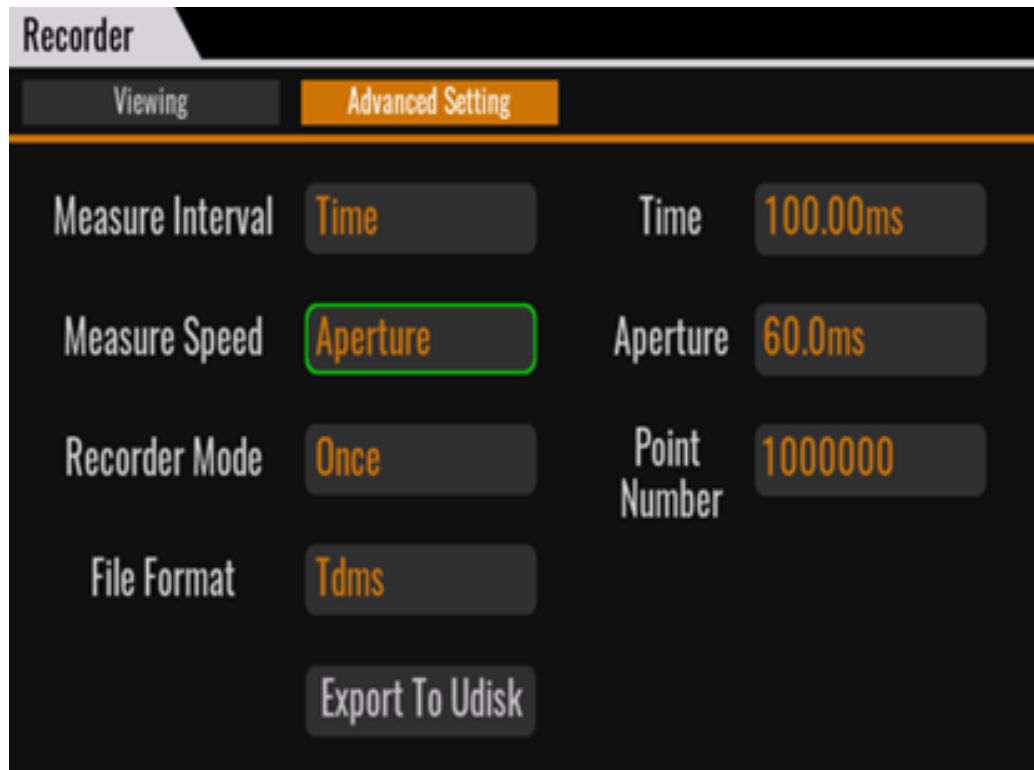 Recorder
Viewing Advanced Setting
Measure Interval Time Time 100.00ms
Measure Speed Aperture Aperture 60.0ms
Recorder Mode Once Point Number 1000000
File Format Tdms
Export To Udisk